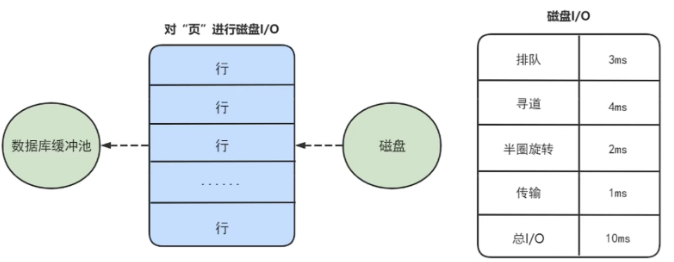 对“页”进行磁盘I/O
行
行
数据库缓冲池
行
磁盘
......
行
磁盘I/O
排队 3ms
寻道 4ms
半圈旋转 2ms
传输 1ms
总I/O 10ms